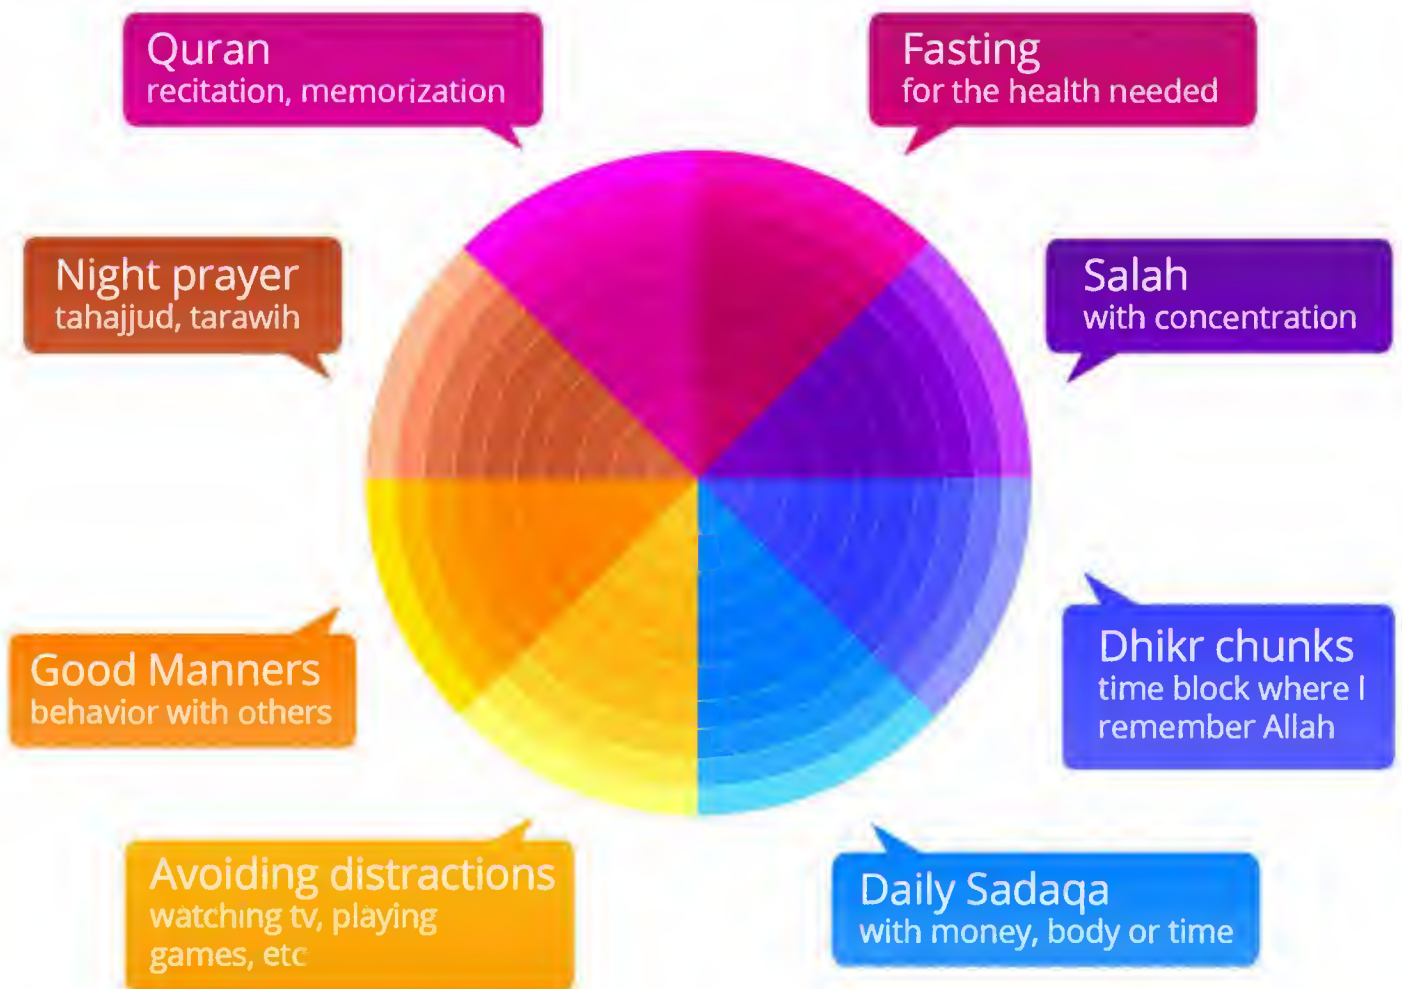 Quran
recitation, memorization
Fasting
for the health needed
Night prayer
tahajjud, tarawih
Salah
with concentration
Good Manners
behavior with others
Dhikr chunks
time block where I
remember Allah
Avoiding distractions
watching tv, playing
games, etc
Daily Sadaqa
with money, body or time